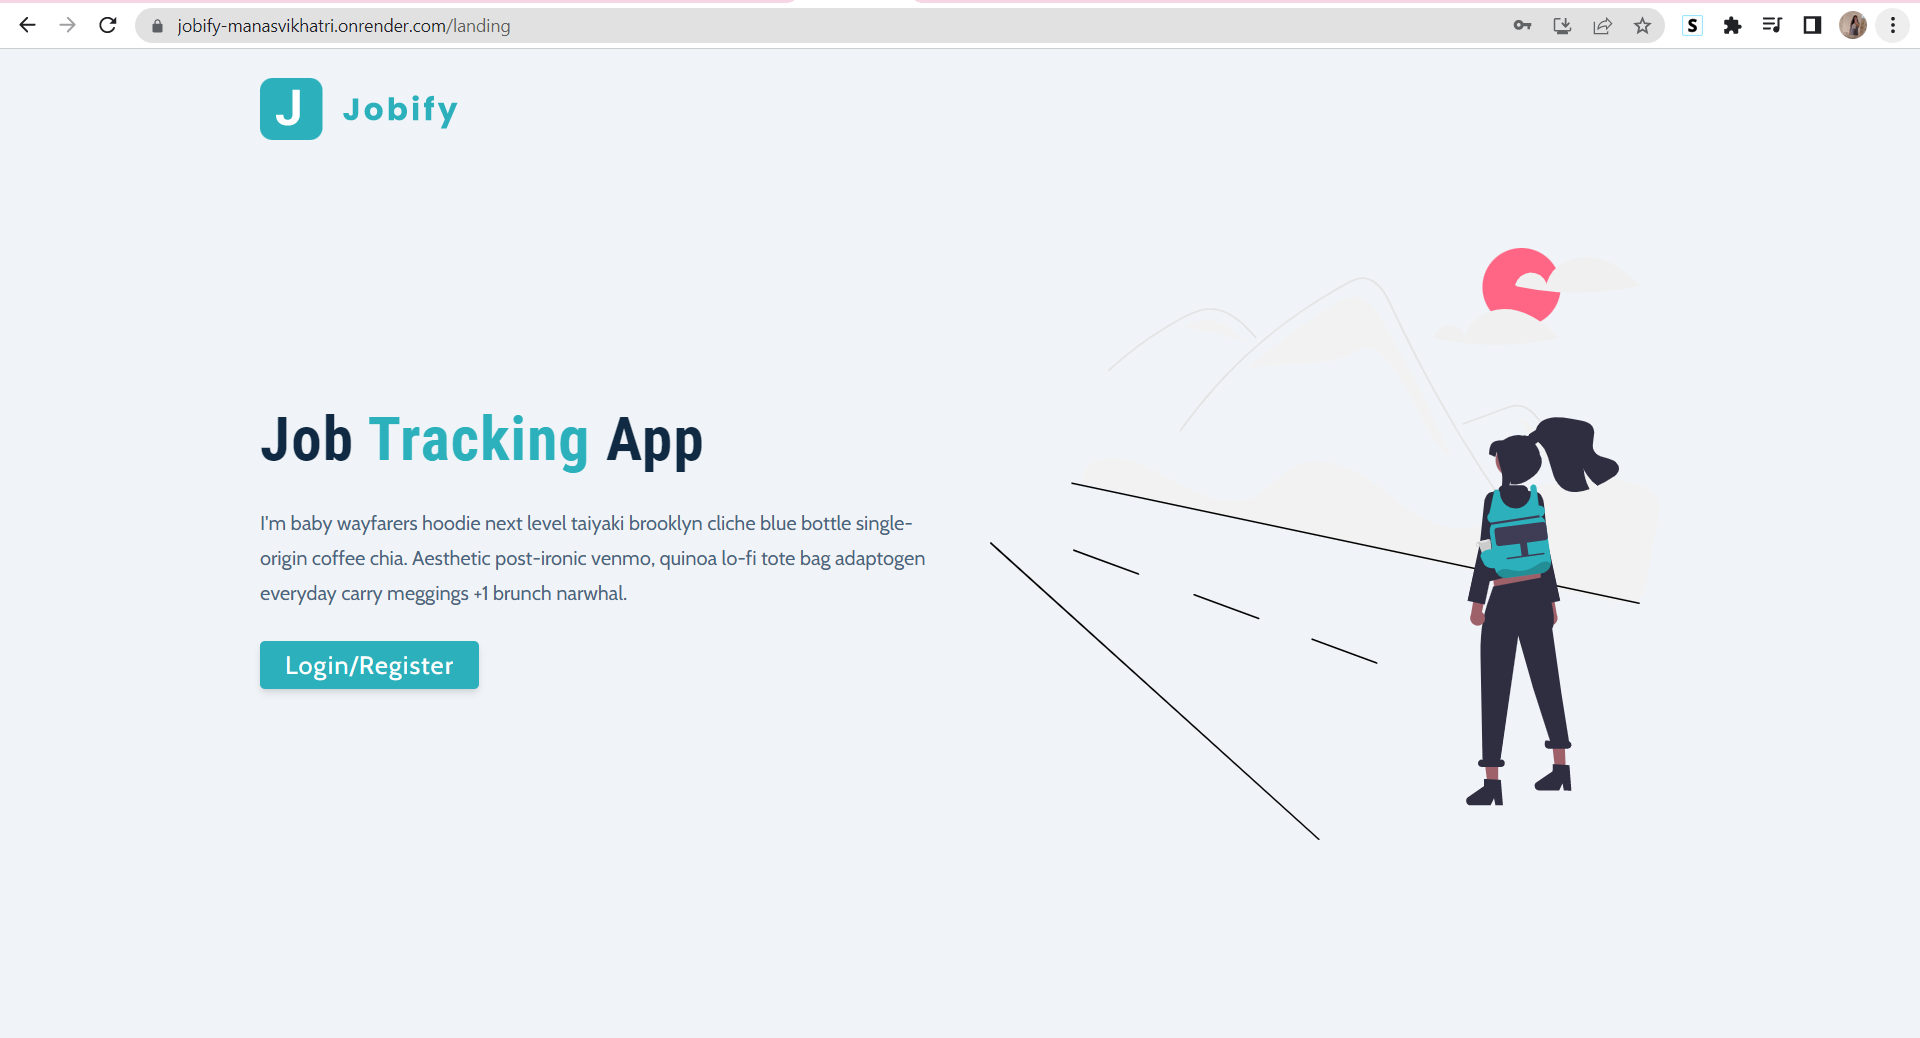 jobify-manasvikhatri.onrender.com/landing
S
J Jobify
Job Tracking App
I'm baby wayfarers hoodie next level taiyaki brooklyn cliche blue bottle single-
origin coffee chia. Aesthetic post-ironic venmo, quinoa lo-fi tote bag adaptogen
everyday carry meggings +1 brunch narwhal.
Login/Register